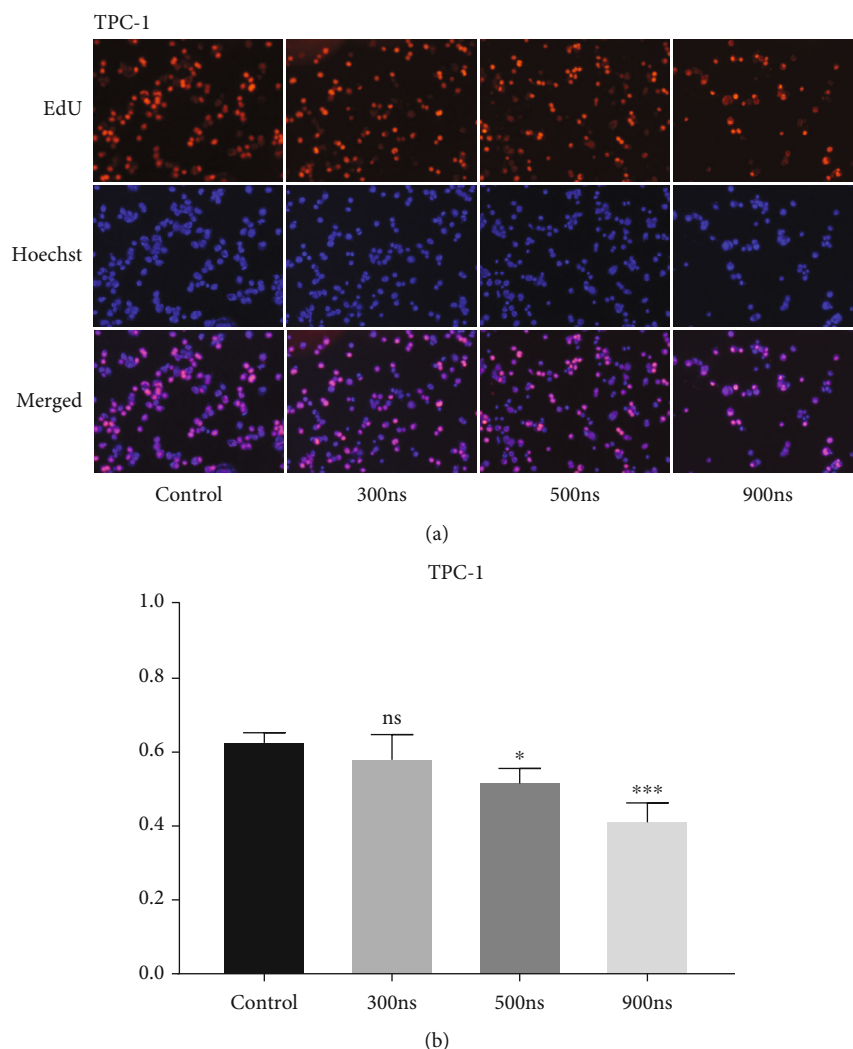 TPC-1
EdU
Hoechst
Merged
Control 300ns 500ns 900ns
(a)
TPC-1
1.0
0.8
0.6
0.4
0.2
0.0
ns
*
***
Control 300ns 500ns 900ns
(b)